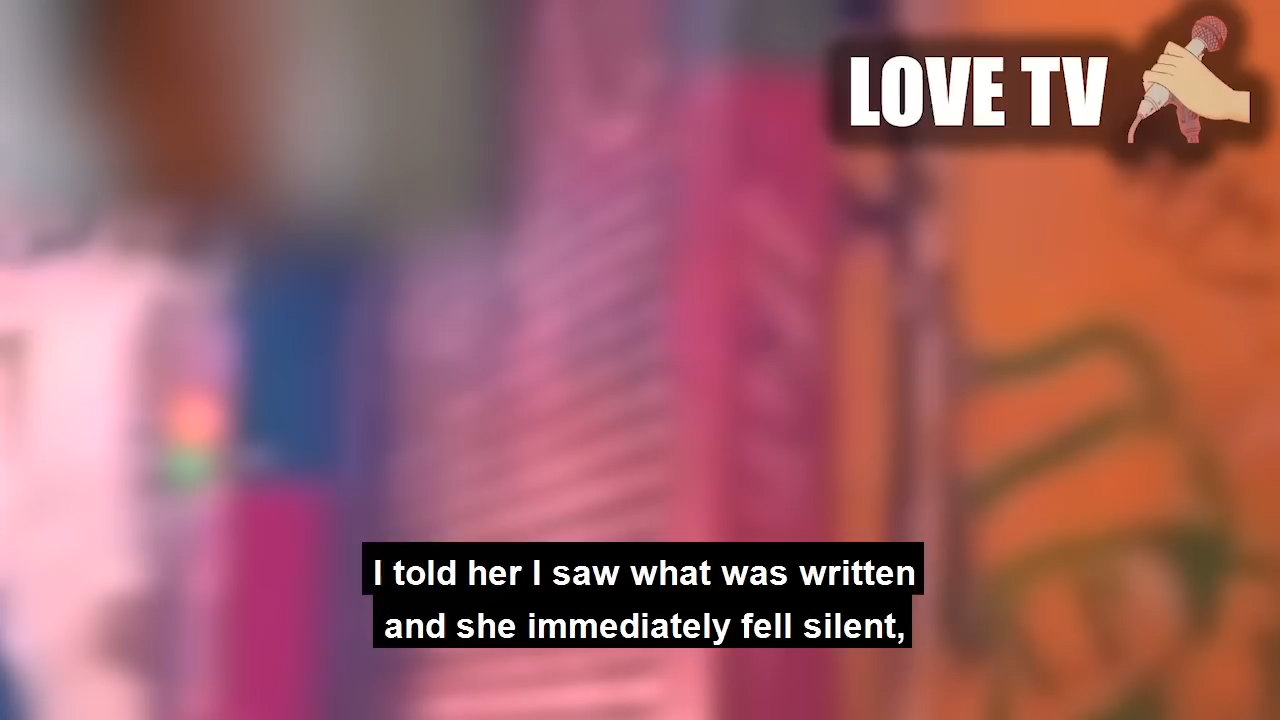 LOVE TV
I told her I saw what was written
and she immediately fell silent,